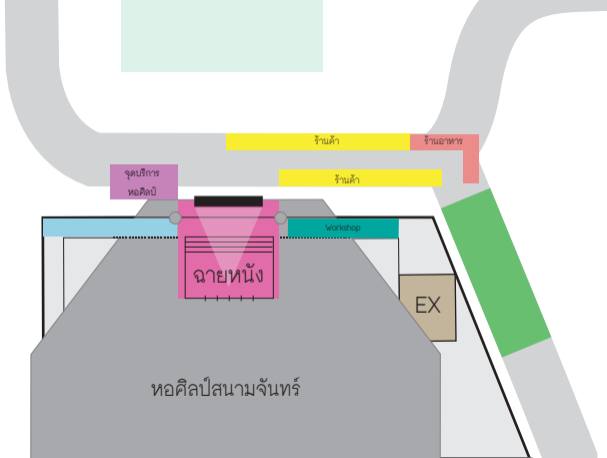 ร้านค้า
ร้านอาหาร
จุดบริการ
หอศิลป์
ร้านค้า
Workshop
ฉายหนัง
EX
หอศิลป์สนามจันทร์